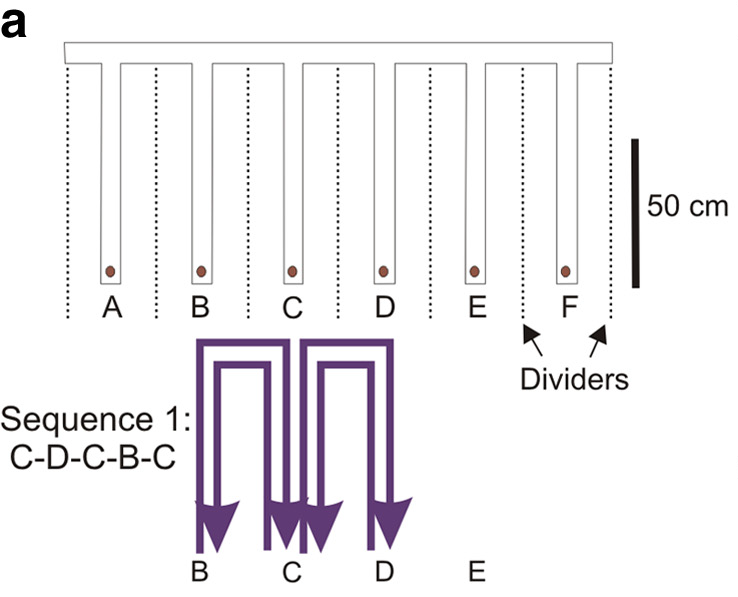 a
50 cm
A B C D E F
Dividers
Sequence 1:
C-D-C-B-C
B C D E